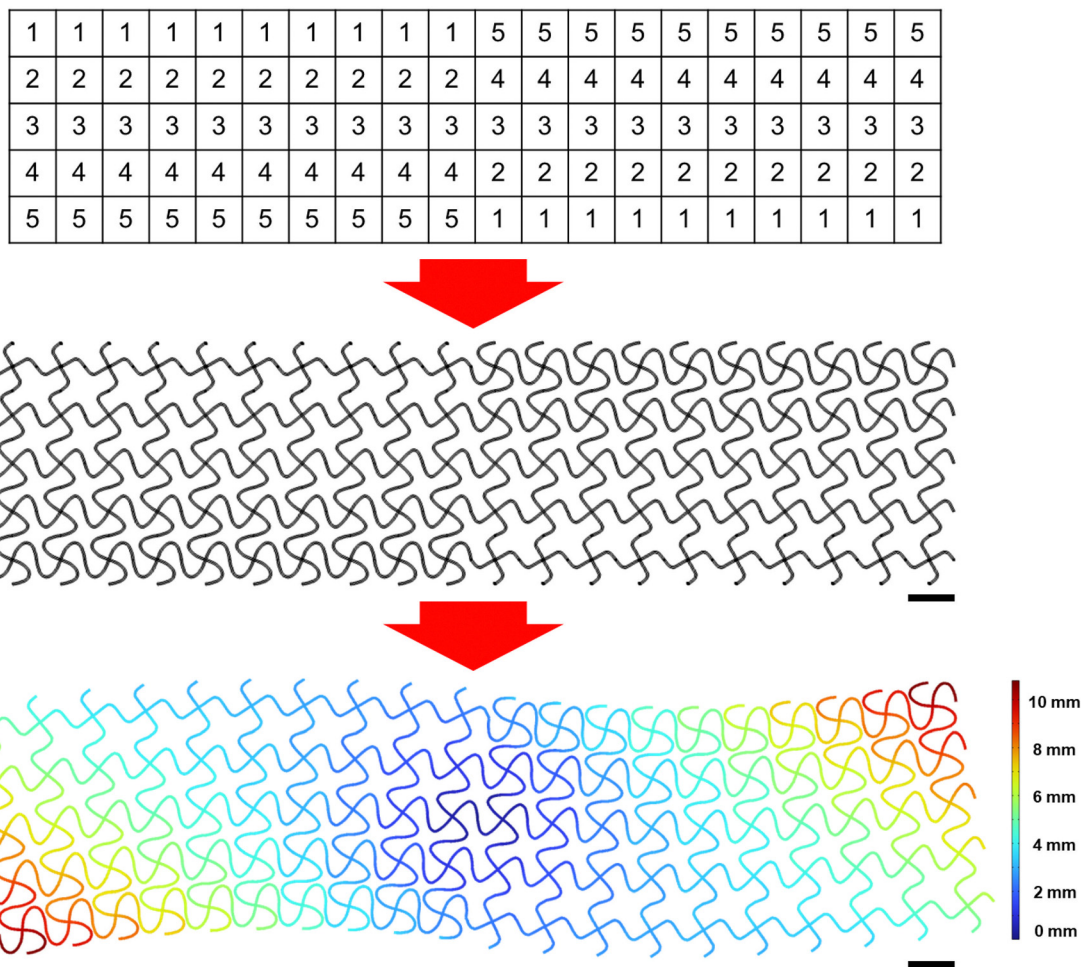 1 1 1 1 1 1 1 1 1 1 5 5 5 5 5 5 5 5 5 5
2 2 2 2 2 2 2 2 2 2 4 4 4 4 4 4 4 4 4 4
3 3 3 3 3 3 3 3 3 3 3 3 3 3 3 3 3 3 3 3
4 4 4 4 4 4 4 4 4 4 2 2 2 2 2 2 2 2 2 2
5 5 5 5 5 5 5 5 5 5 1 1 1 1 1 1 1 1 1 1
10 mm
8 mm
6 mm
4 mm
2 mm
0 mm